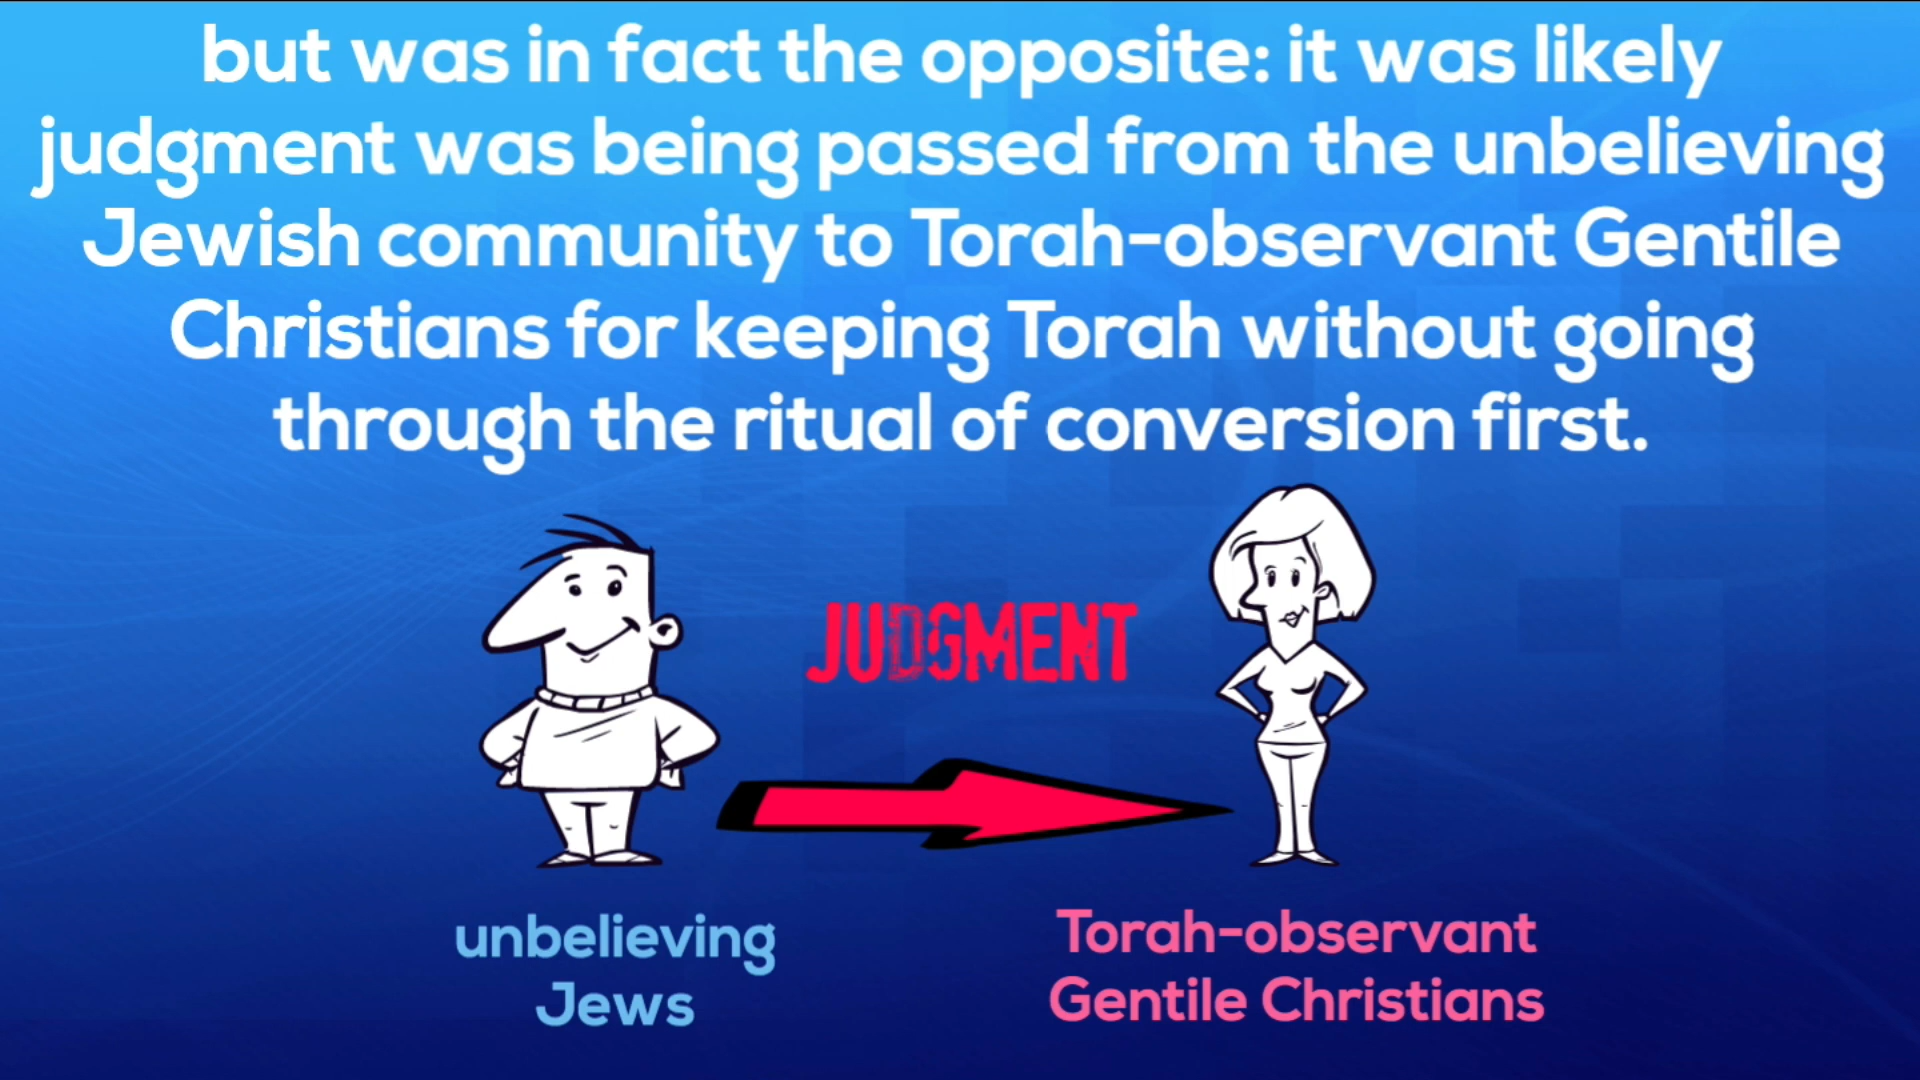 but was in fact the opposite: it was likely
judgment was being passed from the unbelieving
Jewish community to Torah-observant Gentile
Christians for keeping Torah without going
through the ritual of conversion first.
JUDGMENT
unbelieving
Jews
Torah-observant
Gentile Christians